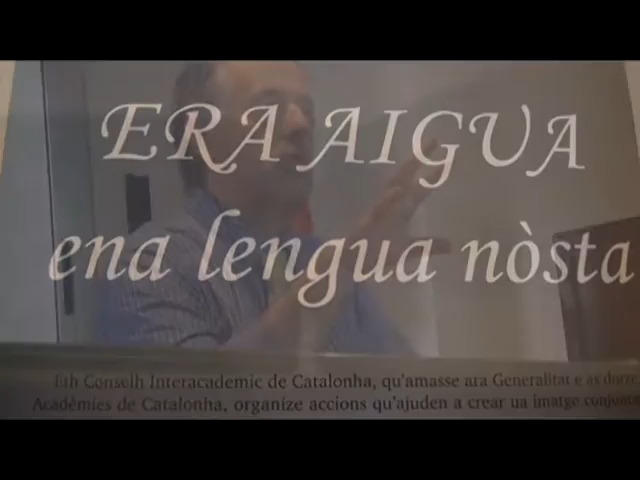 ERA AIGUA
ena lengua nòsta
Eth Conselh Interacademic de Catalonha, qu'amasse ara Generalitat e as doze
Acadèmies de Catalonha, organize accions qu'ajuden a crear ua imatge conjunta